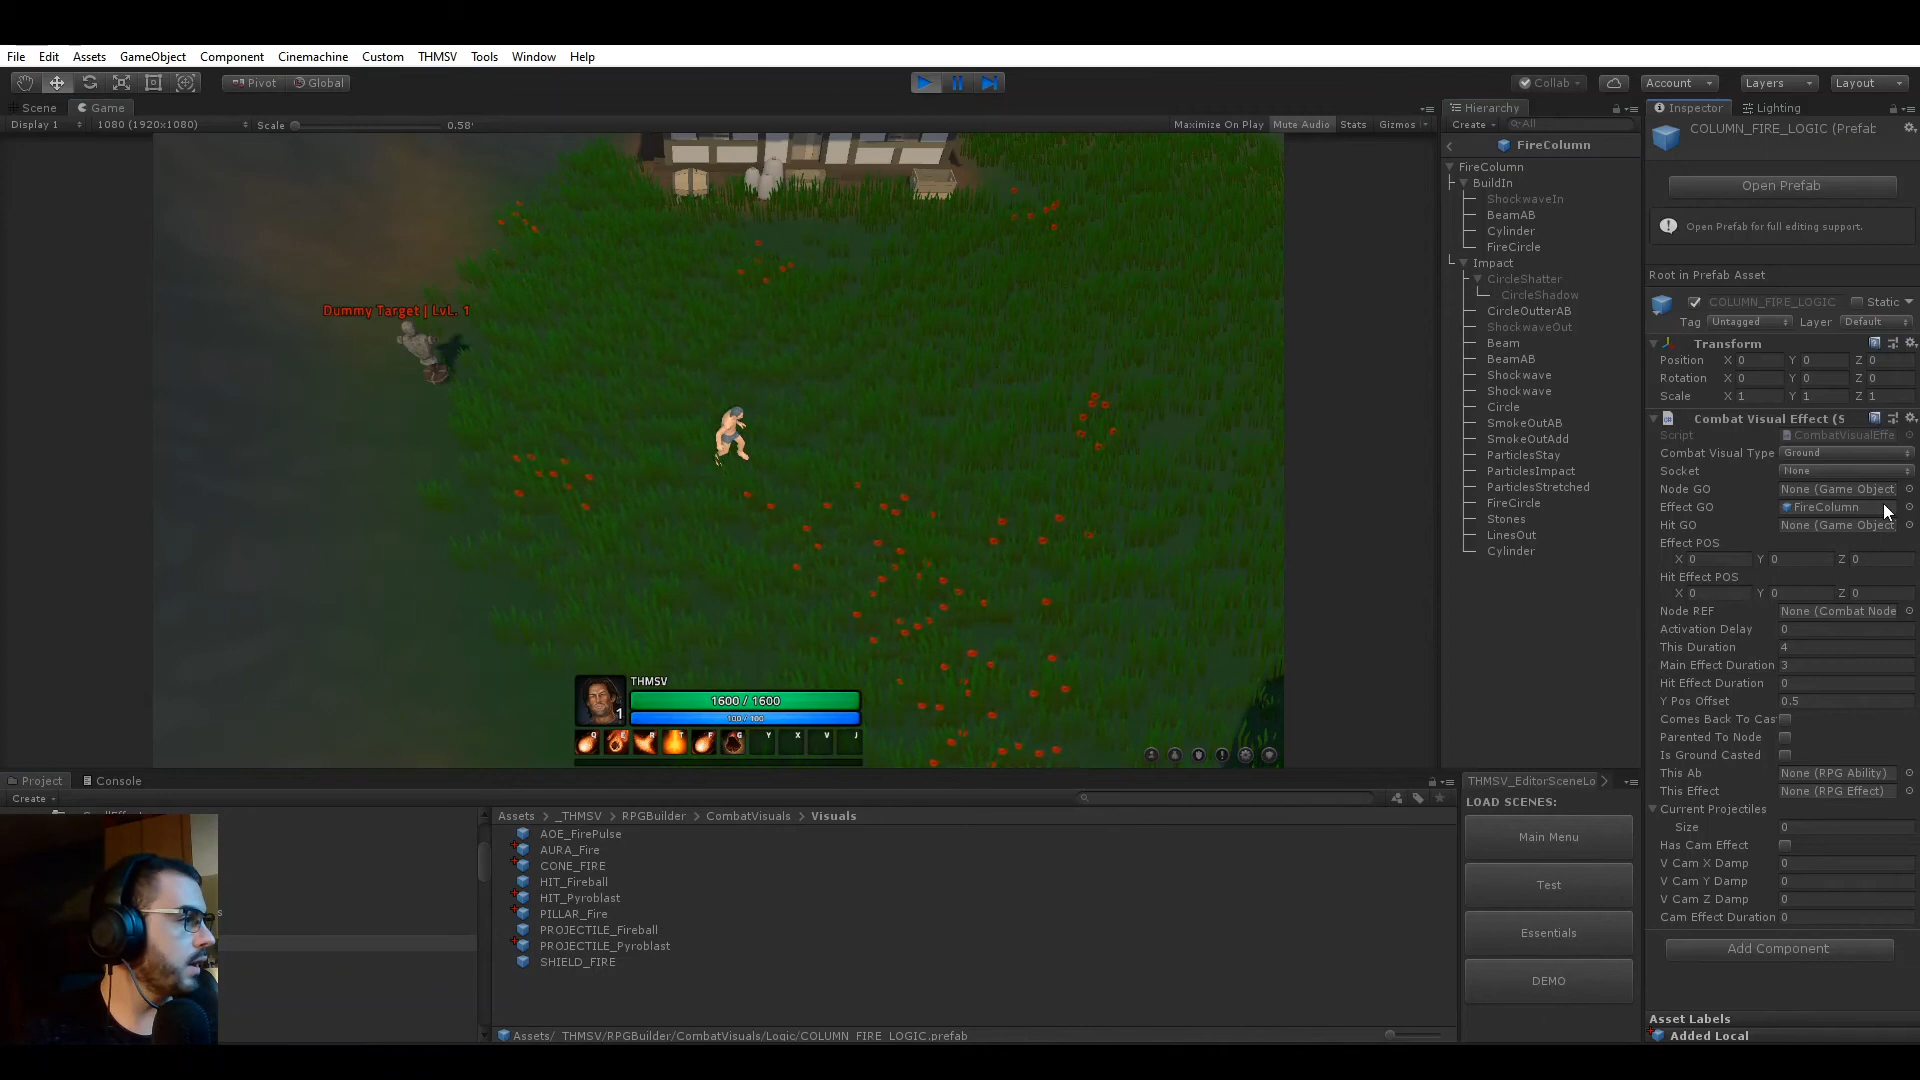 File Edit Assets GameObject Component Cinemachine Custom THMSV Tools Window Help
Pivot Global Collab Account Layers Layout
Scene Game
Display 1 1080 (1920x1080) Scale 0.58 Maximize On Play Mute Audio Stats Gizmos
Dummy Target | LvL. 1
THMSV
1
1600 / 1600
100 / 100
Q E R T F G Y X V J
Hierarchy
Create All
FireColumn
FireColumn
BuildIn
ShockwaveIn
BeamAB
Cylinder
FireCircle
Impact
CircleShatter
CircleShadow
CircleOutterAB
ShockwaveOut
Beam
BeamAB
Shockwave
Shockwave
Circle
SmokeOutAB
SmokeOutAdd
ParticlesStay
ParticlesImpact
ParticlesStretched
FireCircle
Stones
LinesOut
Cylinder
Inspector Lighting
COLUMN_FIRE_LOGIC (Prefab
Open Prefab
Open Prefab for full editing support.
Root in Prefab Asset
COLUMN_FIRE_LOGIC Static
Tag Untagged Layer Default
Transform
Position X 0 Y 0 Z 0
Rotation X 0 Y 0 Z 0
Scale X 1 Y 1 Z 1
Combat Visual Effect (S
Script CombatVisualEffe
Combat Visual Type Ground
Socket None
Node GO None (Game Object
Effect GO FireColumn
Hit GO None (Game Object
Effect POS
X 0 Y 0 Z 0
Hit Effect POS
X 0 Y 0 Z 0
Node REF None (Combat Node
Activation Delay 0
This Duration 4
Main Effect Duration 3
Hit Effect Duration 0
Y Pos Offset 0.5
Comes Back To Cas
Parented To Node
Is Ground Casted
This Ab None (RPG Ability)
This Effect None (RPG Effect)
Current Projectiles
Size 0
Has Cam Effect
V Cam X Damp 0
V Cam Y Damp 0
V Cam Z Damp 0
Cam Effect Duration 0
Add Component
Asset Labels
Added Local
Project Console
Create
Assets > _THMSV > RPGBuilder > CombatVisuals > Visuals
AOE_FirePulse
AURA_Fire
CONE_FIRE
HIT_Fireball
HIT_Pyroblast
PILLAR_Fire
PROJECTILE_Fireball
PROJECTILE_Pyroblast
SHIELD_FIRE
Assets/_THMSV/RPGBuilder/CombatVisuals/Logic/COLUMN_FIRE_LOGIC.prefab
THMSV_EditorSceneLo
LOAD SCENES:
Main Menu
Test
Essentials
DEMO